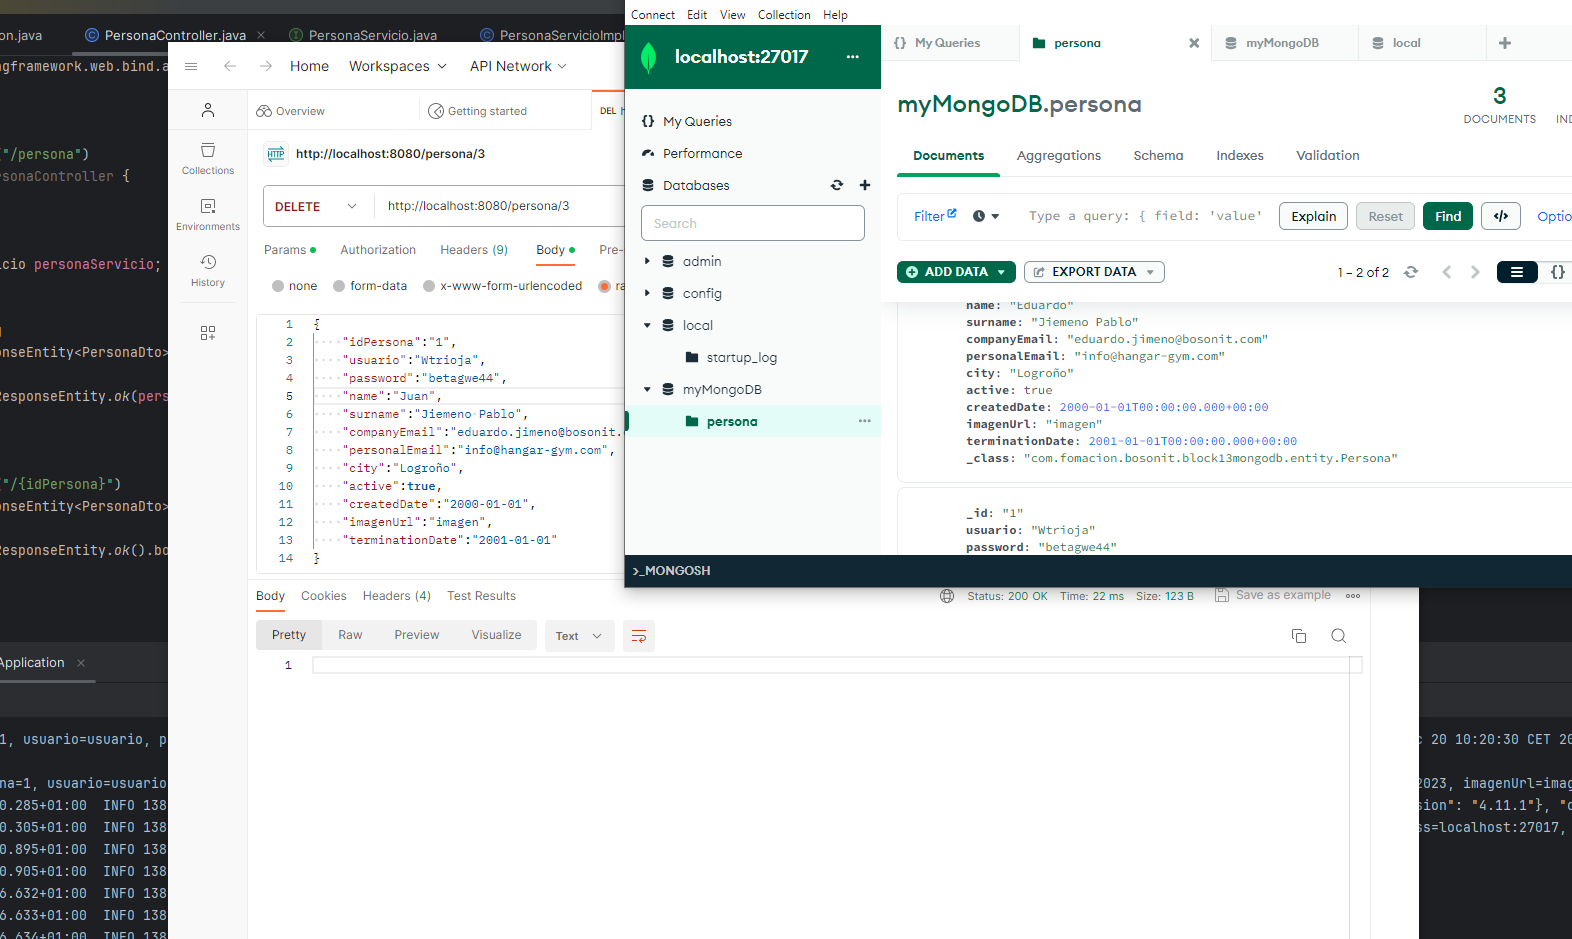 on.java
PersonaController.java
PersonaServicio.java
PersonaServicioImpl
ngframework.web.bind.a
("/persona")
rsonaController {
icio personaServicio;
onseEntity<PersonaDto>
ResponseEntity.ok(pers
("/{idPersona}")
onseEntity<PersonaDto>
ResponseEntity.ok().bo
Application
1, usuario=usuario, p
na=1, usuario=usuario
0.285+01:00  INFO 138
0.305+01:00  INFO 138
0.895+01:00  INFO 138
0.905+01:00  INFO 138
6.632+01:00  INFO 138
6.633+01:00  INFO 138
6.634+01:00  INFO 138
Home
Workspaces
API Network
Overview
Getting started
DEL
Collections
Environments
History
HTTP
http://localhost:8080/persona/3
DELETE
http://localhost:8080/persona/3
Params
Authorization
Headers (9)
Body
Pre-
none
form-data
x-www-form-urlencoded
ra
1 {
2 "idPersona":"1",
3 "usuario":"Wtrioja",
4 "password":"betagwe44",
5 "name":"Juan",
6 "surname":"Jiemeno Pablo",
7 "companyEmail":"eduardo.jimeno@bosonit.
8 "personalEmail":"info@hangar-gym.com",
9 "city":"Logroño",
10 "active":true,
11 "createdDate":"2000-01-01",
12 "imagenUrl":"imagen",
13 "terminationDate":"2001-01-01"
14 }
Body
Cookies
Headers (4)
Test Results
Status: 200 OK
Time: 22 ms
Size: 123 B
Save as example
Pretty
Raw
Preview
Visualize
Text
1
Connect
Edit
View
Collection
Help
localhost:27017
My Queries
Performance
Databases
Search
admin
config
local
startup_log
myMongoDB
persona
My Queries
persona
myMongoDB
local
myMongoDB.persona
3
DOCUMENTS
IND
Documents
Aggregations
Schema
Indexes
Validation
Filter
Type a query: { field: 'value'
Explain
Reset
Find
</>
Optio
ADD DATA
EXPORT DATA
1 – 2 of 2
{}
name: "Eduardo"
surname: "Jiemeno Pablo"
companyEmail: "eduardo.jimeno@bosonit.com"
personalEmail: "info@hangar-gym.com"
city: "Logroño"
active: true
createdDate: 2000-01-01T00:00:00.000+00:00
imagenUrl: "imagen"
terminationDate: 2001-01-01T00:00:00.000+00:00
_class: "com.fomacion.bosonit.block13mongodb.entity.Persona"
_id: "1"
usuario: "Wtrioja"
password: "betagwe44"
>_MONGOSH
c 20 10:20:30 CET 20
2023, imagenUrl=imag
sion": "4.11.1"}, "o
ss=localhost:27017,